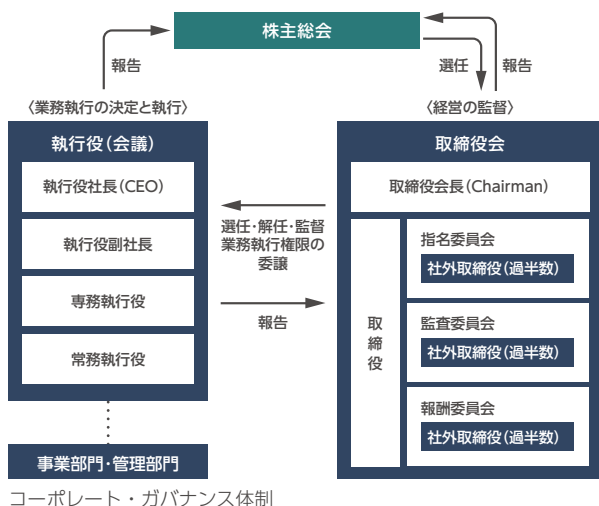 株主総会
報告
選任
報告
〈業務執行の決定と執行〉
〈経営の監督〉
執行役(会議)
執行役社長(CEO)
執行役副社長
専務執行役
常務執行役
事業部門・管理部門
選任・解任・監督
業務執行権限の
委譲
報告
取締役会
取締役会長(Chairman)
取締役
指名委員会
社外取締役(過半数)
監査委員会
社外取締役(過半数)
報酬委員会
社外取締役(過半数)
コーポレート・ガバナンス体制